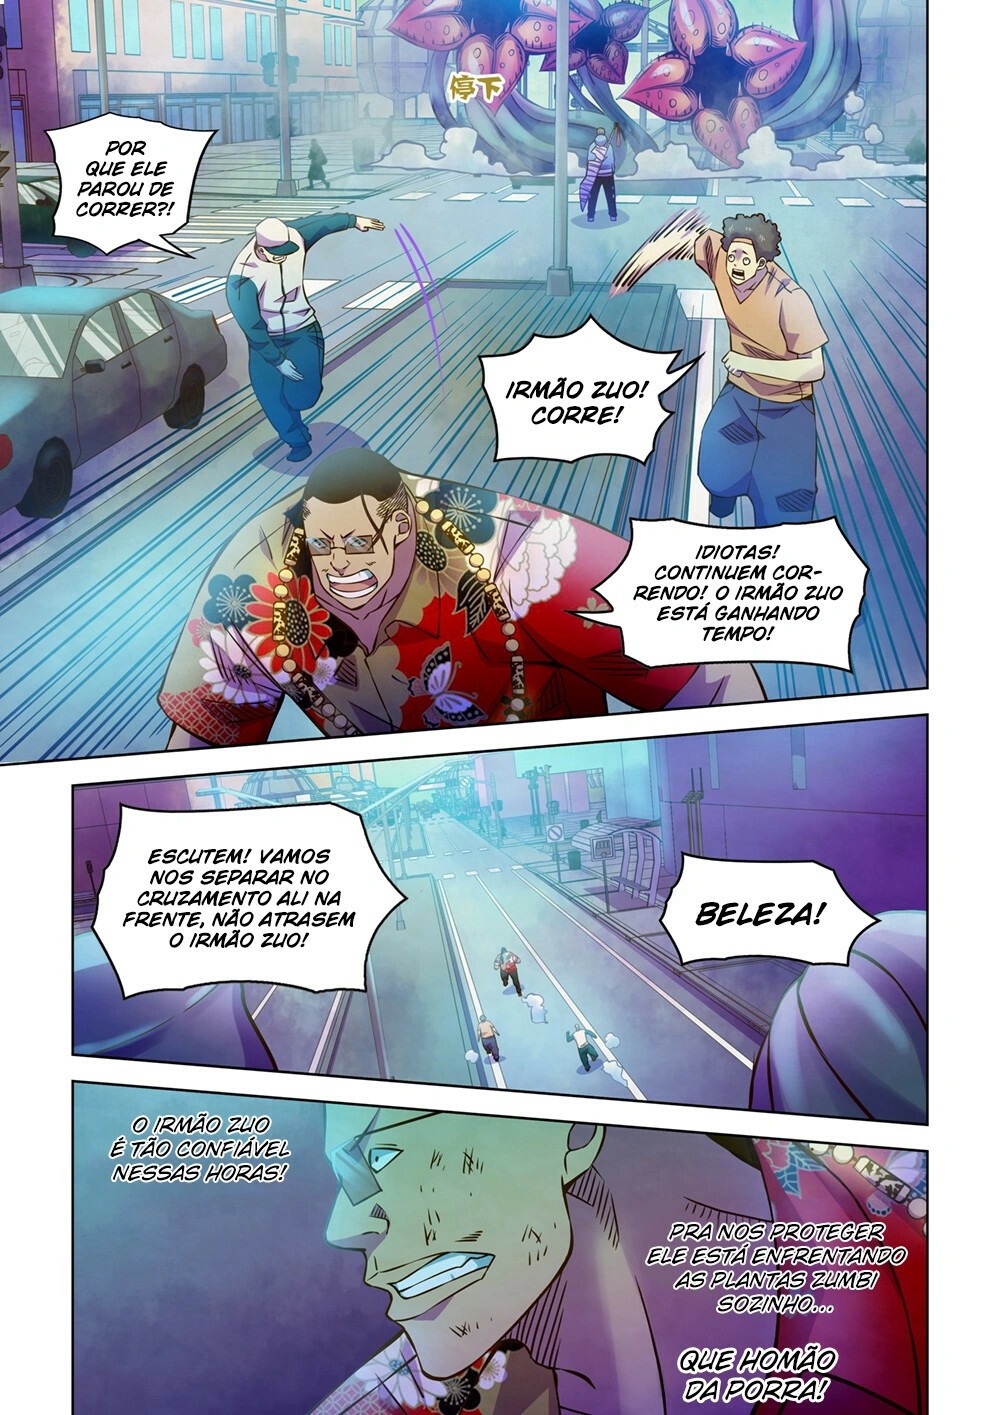 停下
POR
QUE ELE
PAROU DE
CORRER?!
IRMÃO ZUO!
CORRE!
IDIOTAS!
CONTINUEM COR-
RENDO! O IRMÃO ZUO
ESTÁ GANHANDO
TEMPO!
ESCUTEM! VAMOS
NOS SEPARAR NO
CRUZAMENTO ALI NA
FRENTE, NÃO ATRASEM
O IRMÃO ZUO!
BELEZA!
O IRMÃO ZUO
É TÃO CONFIÁVEL
NESSAS HORAS!
PRA NOS PROTEGER
ELE ESTÁ ENFRENTANDO
AS PLANTAS ZUMBI
SOZINHO...
QUE HOMÃO
DA PORRA!